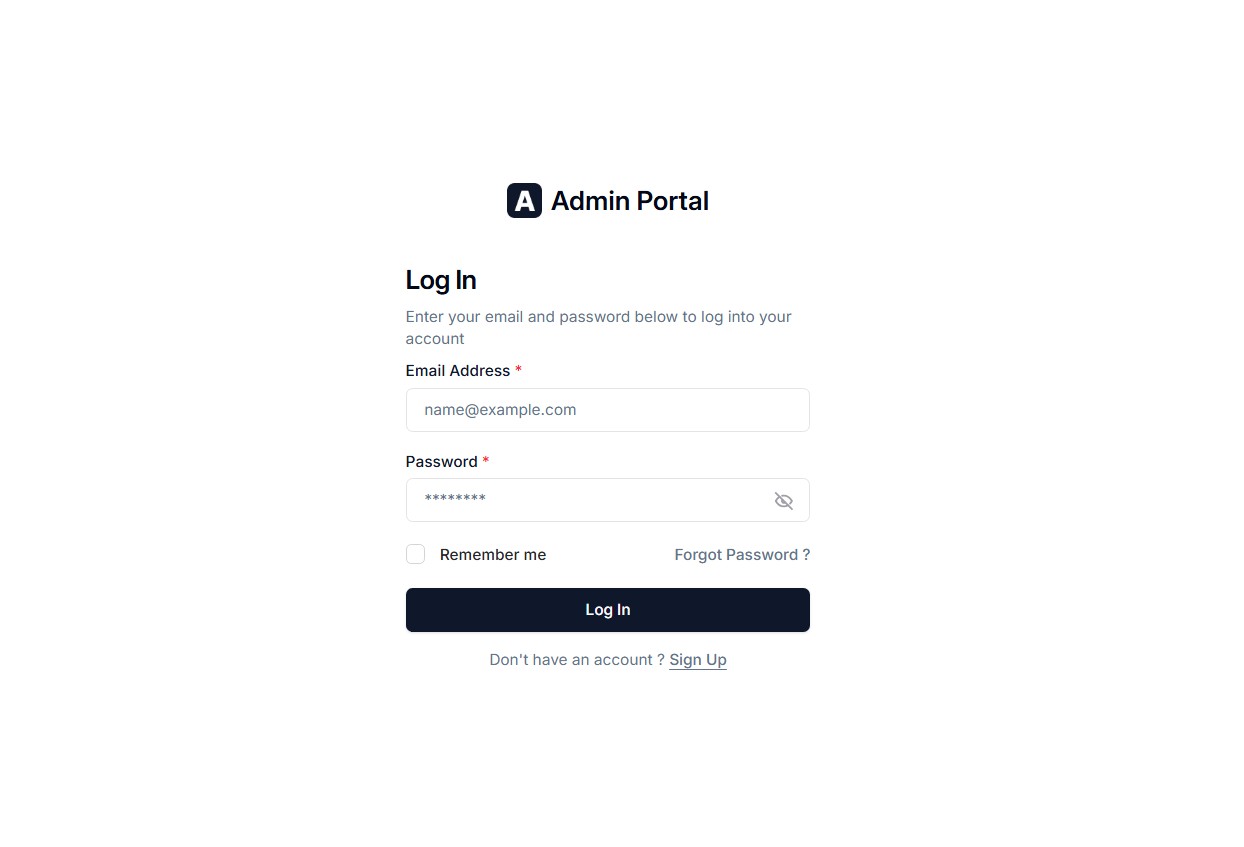 A Admin Portal
Log In
Enter your email and password below to log into your
account
Email Address *
name@example.com
Password *
********
Remember me
Forgot Password ?
Log In
Don't have an account ? Sign Up